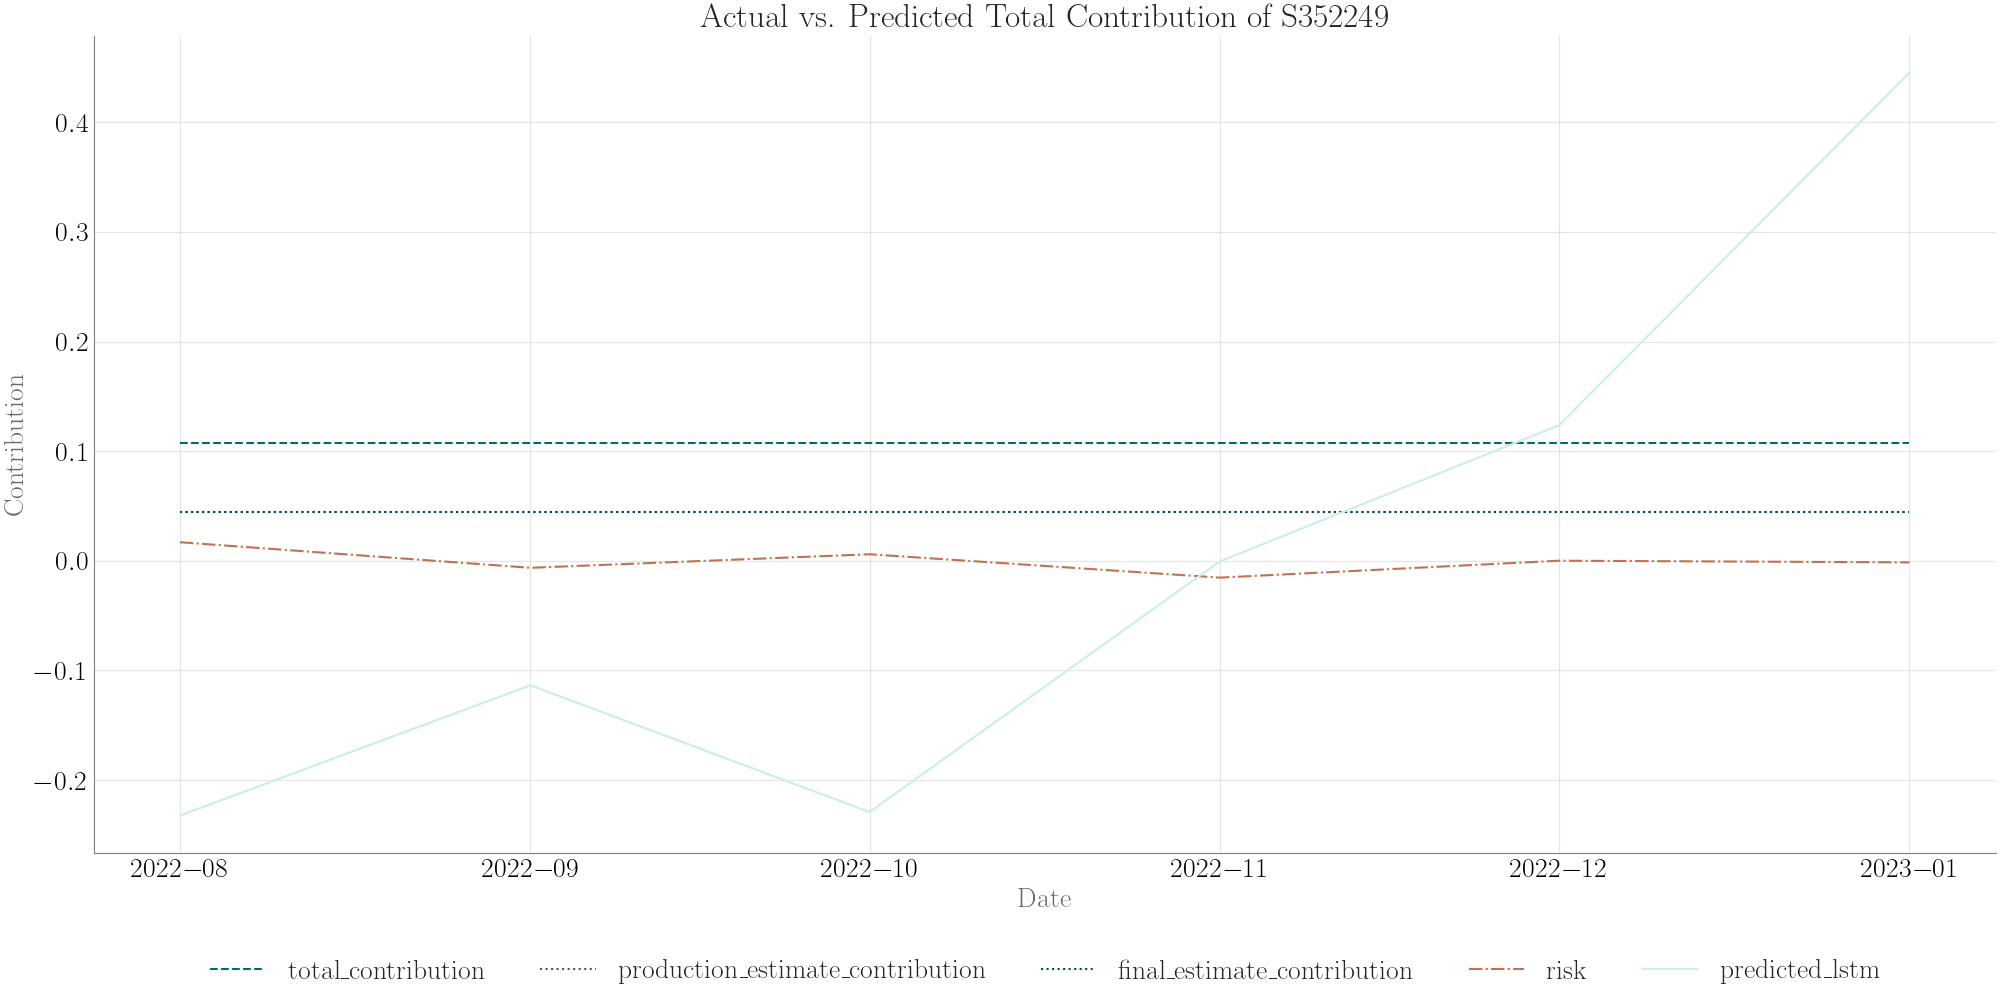 Actual vs. Predicted Total Contribution of S352249
0.4
0.3
0.2
0.1
0.0
−0.1
−0.2
Contribution
2022−08 2022−09 2022−10 2022−11 2022−12 2023−01
Date
total_contribution production_estimate_contribution final_estimate_contribution risk predicted_lstm